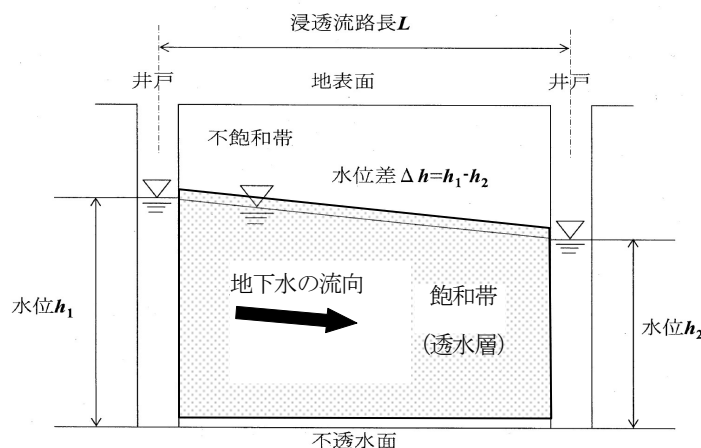 浸透流路長L
井戸
地表面
井戸
不飽和帯
水位差Δh=h₁-h₂
地下水の流向
飽和帯
(透水層)
水位h₁
水位h₂
不透水面